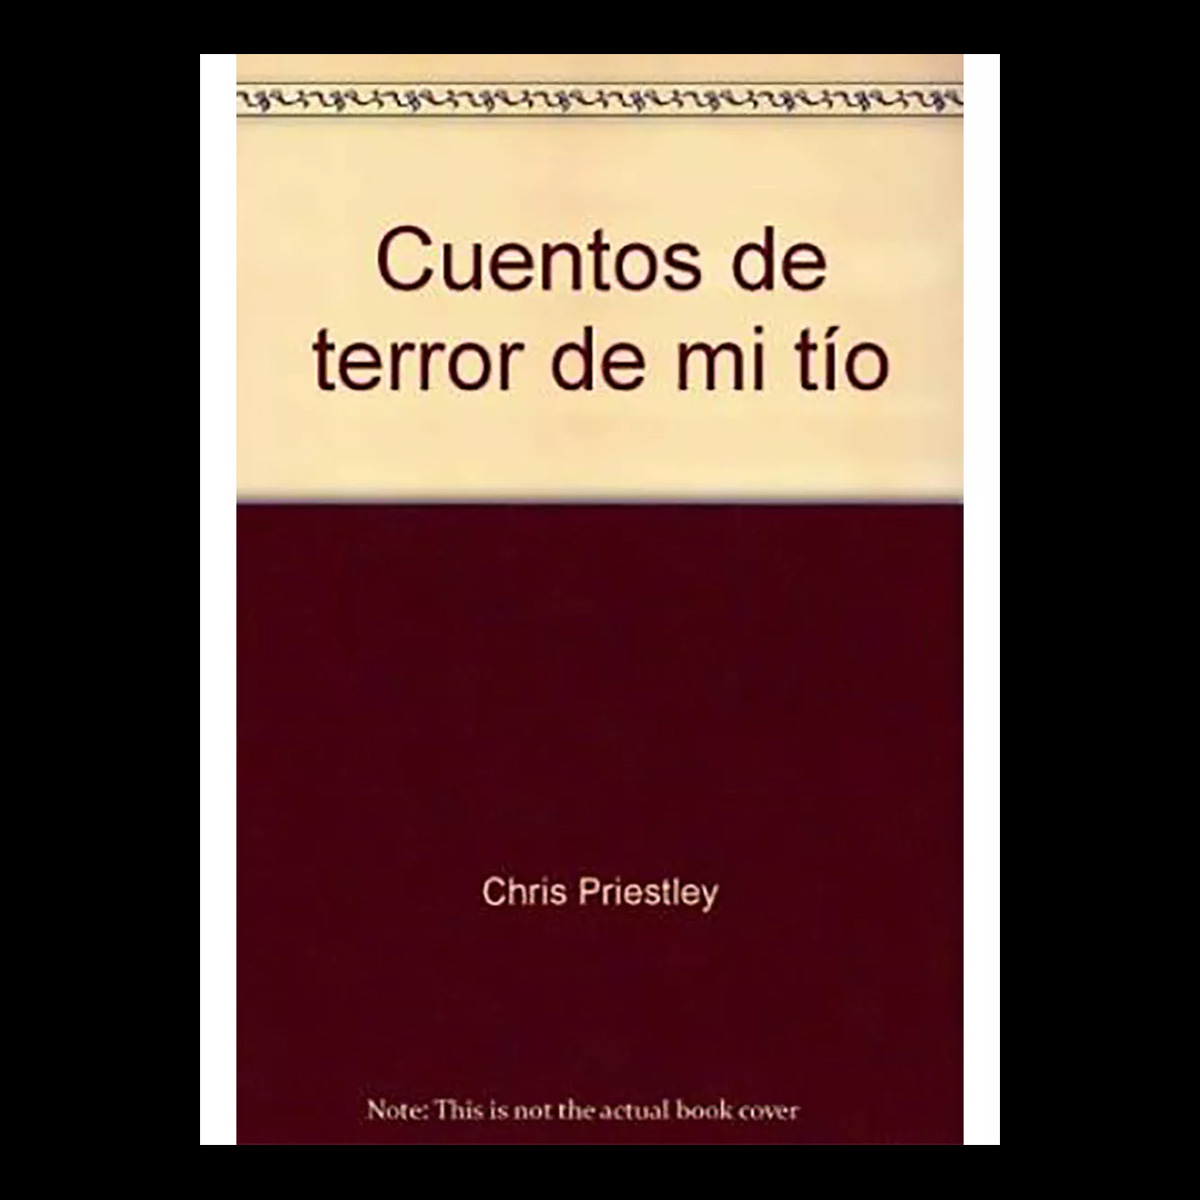 Cuentos de
terror de mi tío
Chris Priestley
Note: This is not the actual book cover